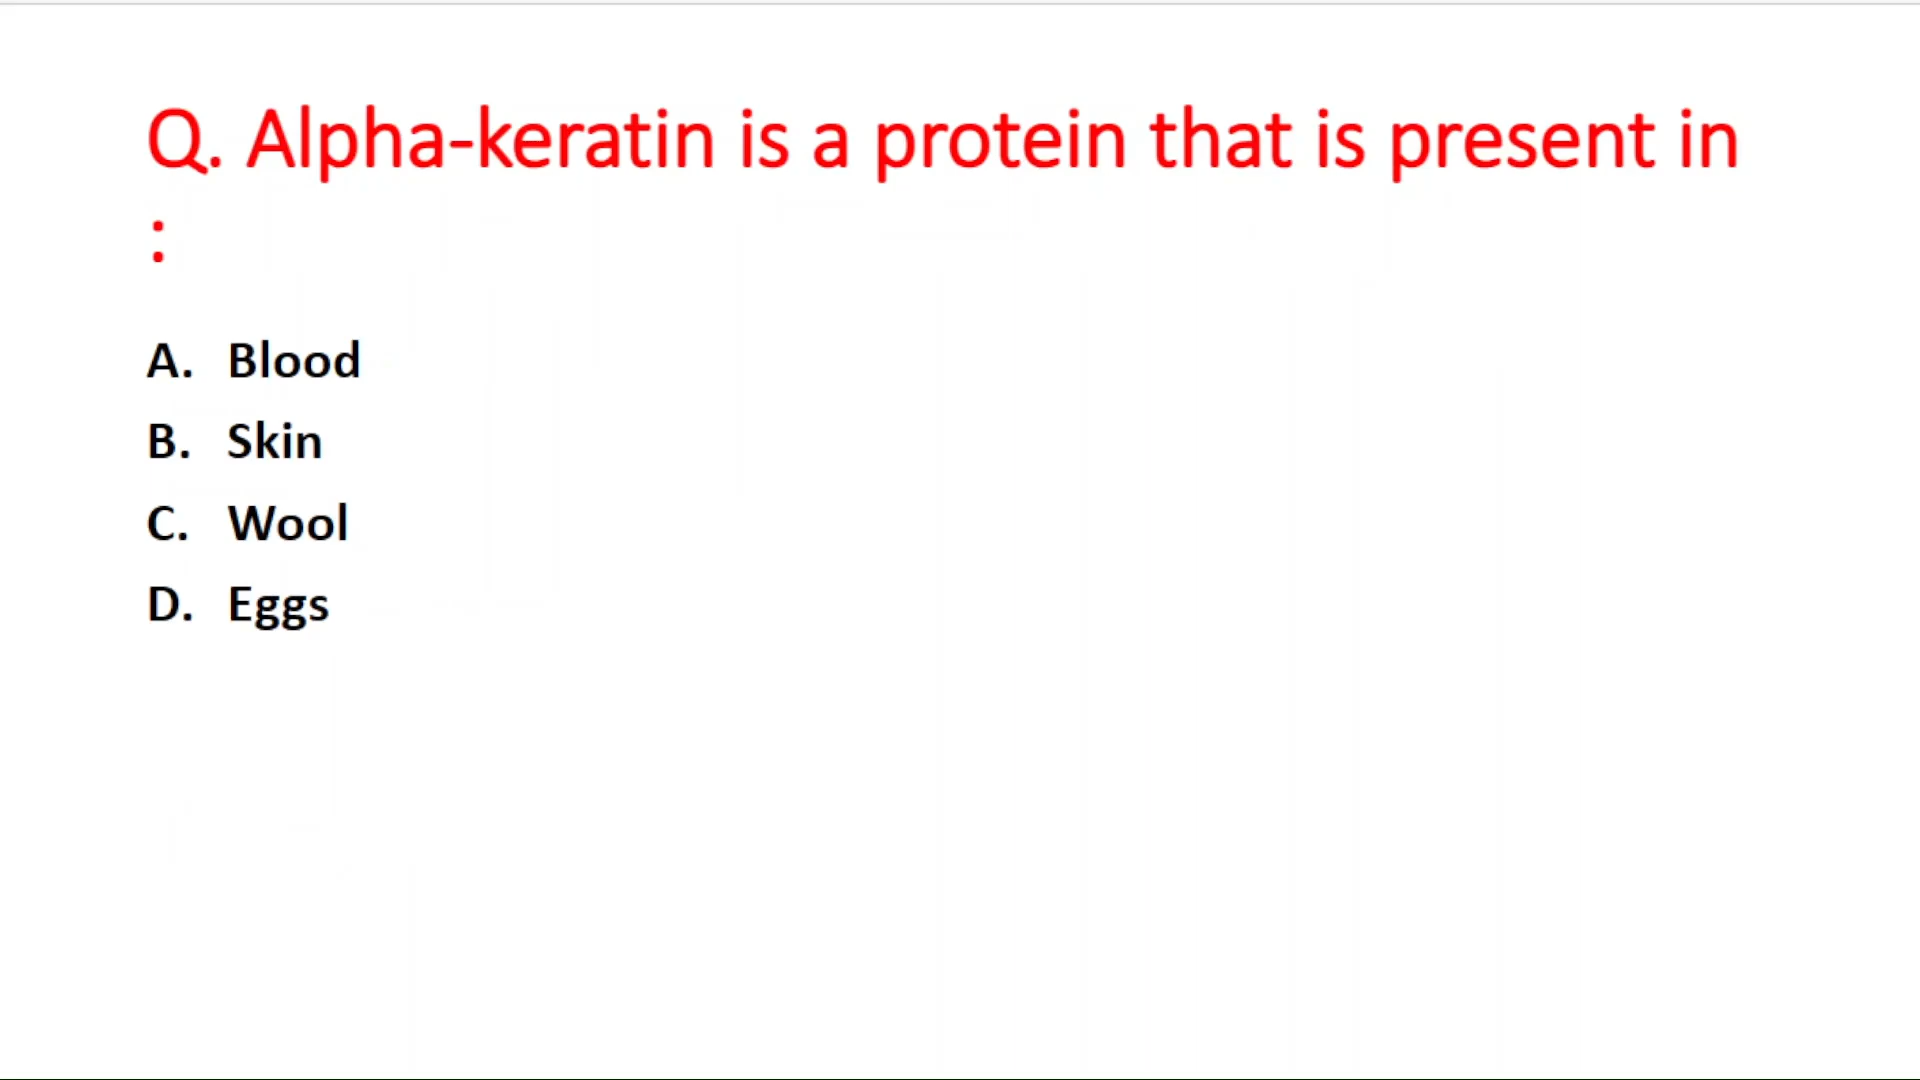 Q. Alpha-keratin is a protein that is present in
:
A. Blood
B. Skin
C. Wool
D. Eggs